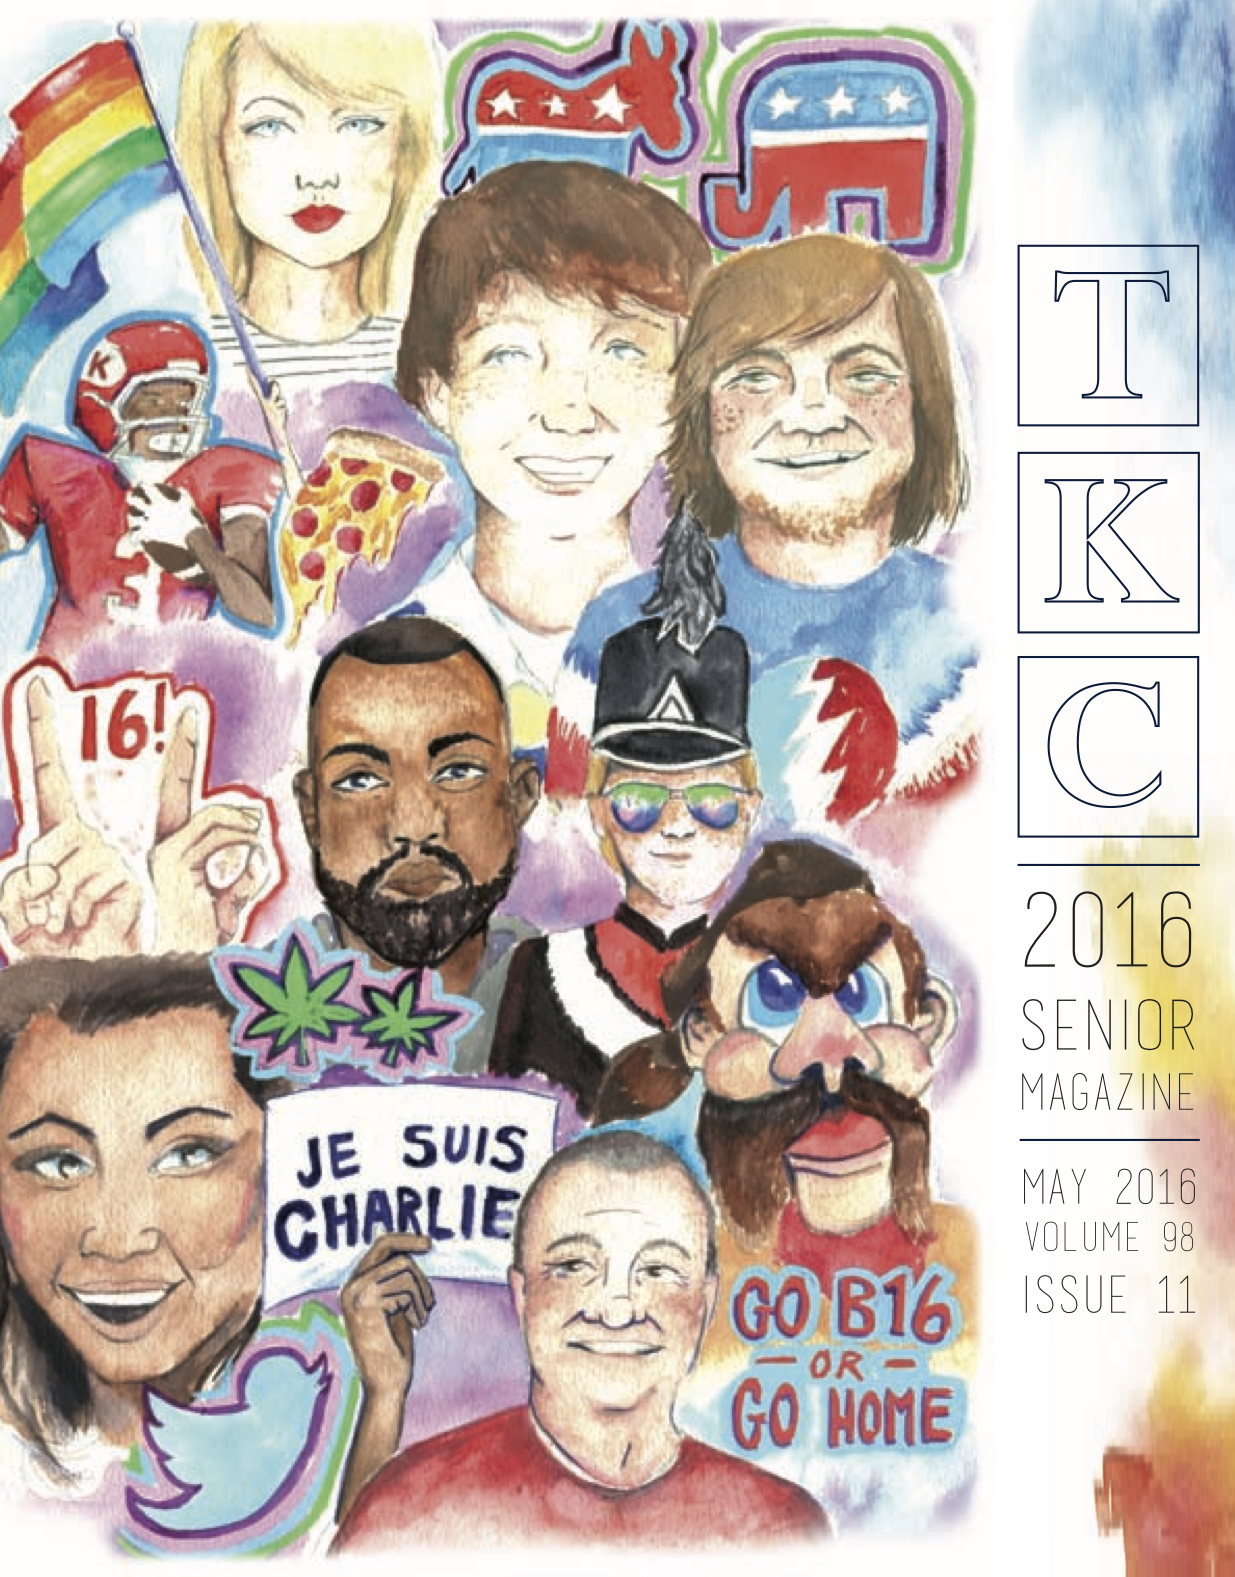 K
16!
JE SUIS
CHARLIE
GO B16
— OR —
GO HOME
T
K
C
2016
SENIOR
MAGAZINE
MAY 2016
VOLUME 98
ISSUE 11